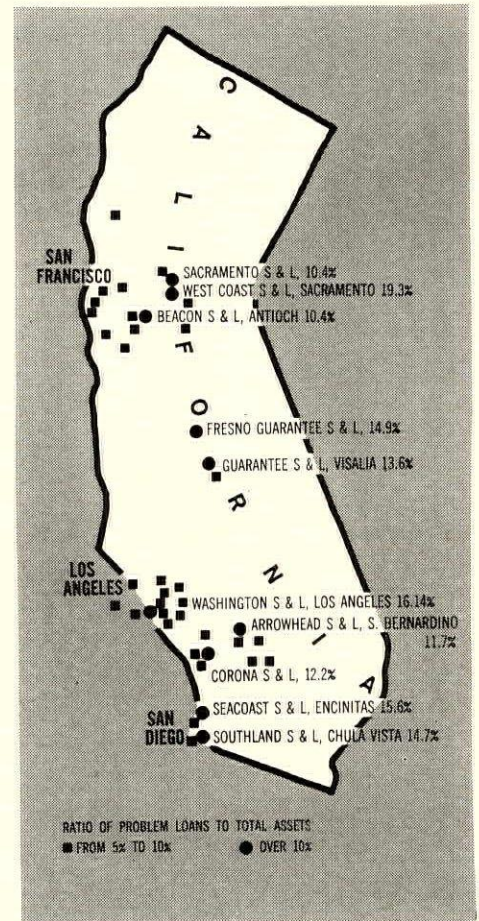 CALIFORNIA
SAN
FRANCISCO
SACRAMENTO S & L, 10.4%
WEST COAST S & L, SACRAMENTO 19.3%
BEACON S & L, ANTIOCH 10.4%
FRESNO GUARANTEE S & L, 14.9%
GUARANTEE S & L, VISALIA 13.6%
LOS
ANGELES
WASHINGTON S & L, LOS ANGELES 16.14%
ARROWHEAD S & L, S. BERNARDINO
11.7%
CORONA S & L, 12.2%
SEACOAST S & L, ENCINITAS 15.6%
SAN
DIEGO
SOUTHLAND S & L, CHULA VISTA 14.7%
RATIO OF PROBLEM LOANS TO TOTAL ASSETS
FROM 5% TO 10%
OVER 10%